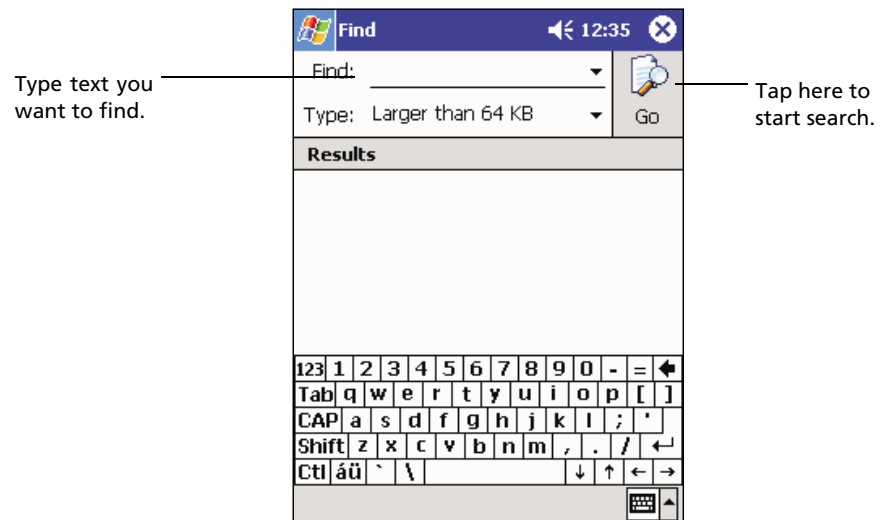 Find 12:35
Type text you
want to find.
Find:
Type: Larger than 64 KB
Go
Tap here to
start search.
Results
123 1 2 3 4 5 6 7 8 9 0 - =
Tab q w e r t y u i o p [ ]
CAP a s d f g h j k l ; '
Shift z x c v b n m , . / ↵
Ctl áü ` \ ↓ ↑ ← →